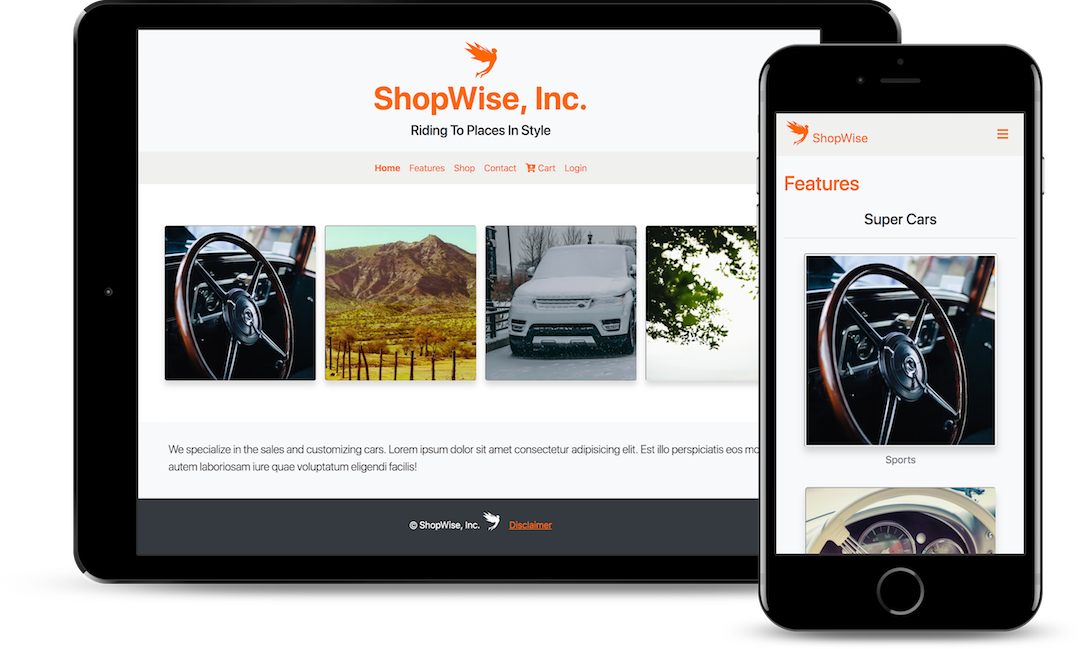 ShopWise, Inc.
Riding To Places In Style
Home Features Shop Contact Cart Login
We specialize in the sales and customizing cars. Lorem ipsum dolor sit amet consectetur adipisicing elit. Est illo perspiciatis eos
autem laboriosam iure quae voluptatum eligendi facilis!
© ShopWise, Inc. Disclaimer
ShopWise
Features
Super Cars
Sports